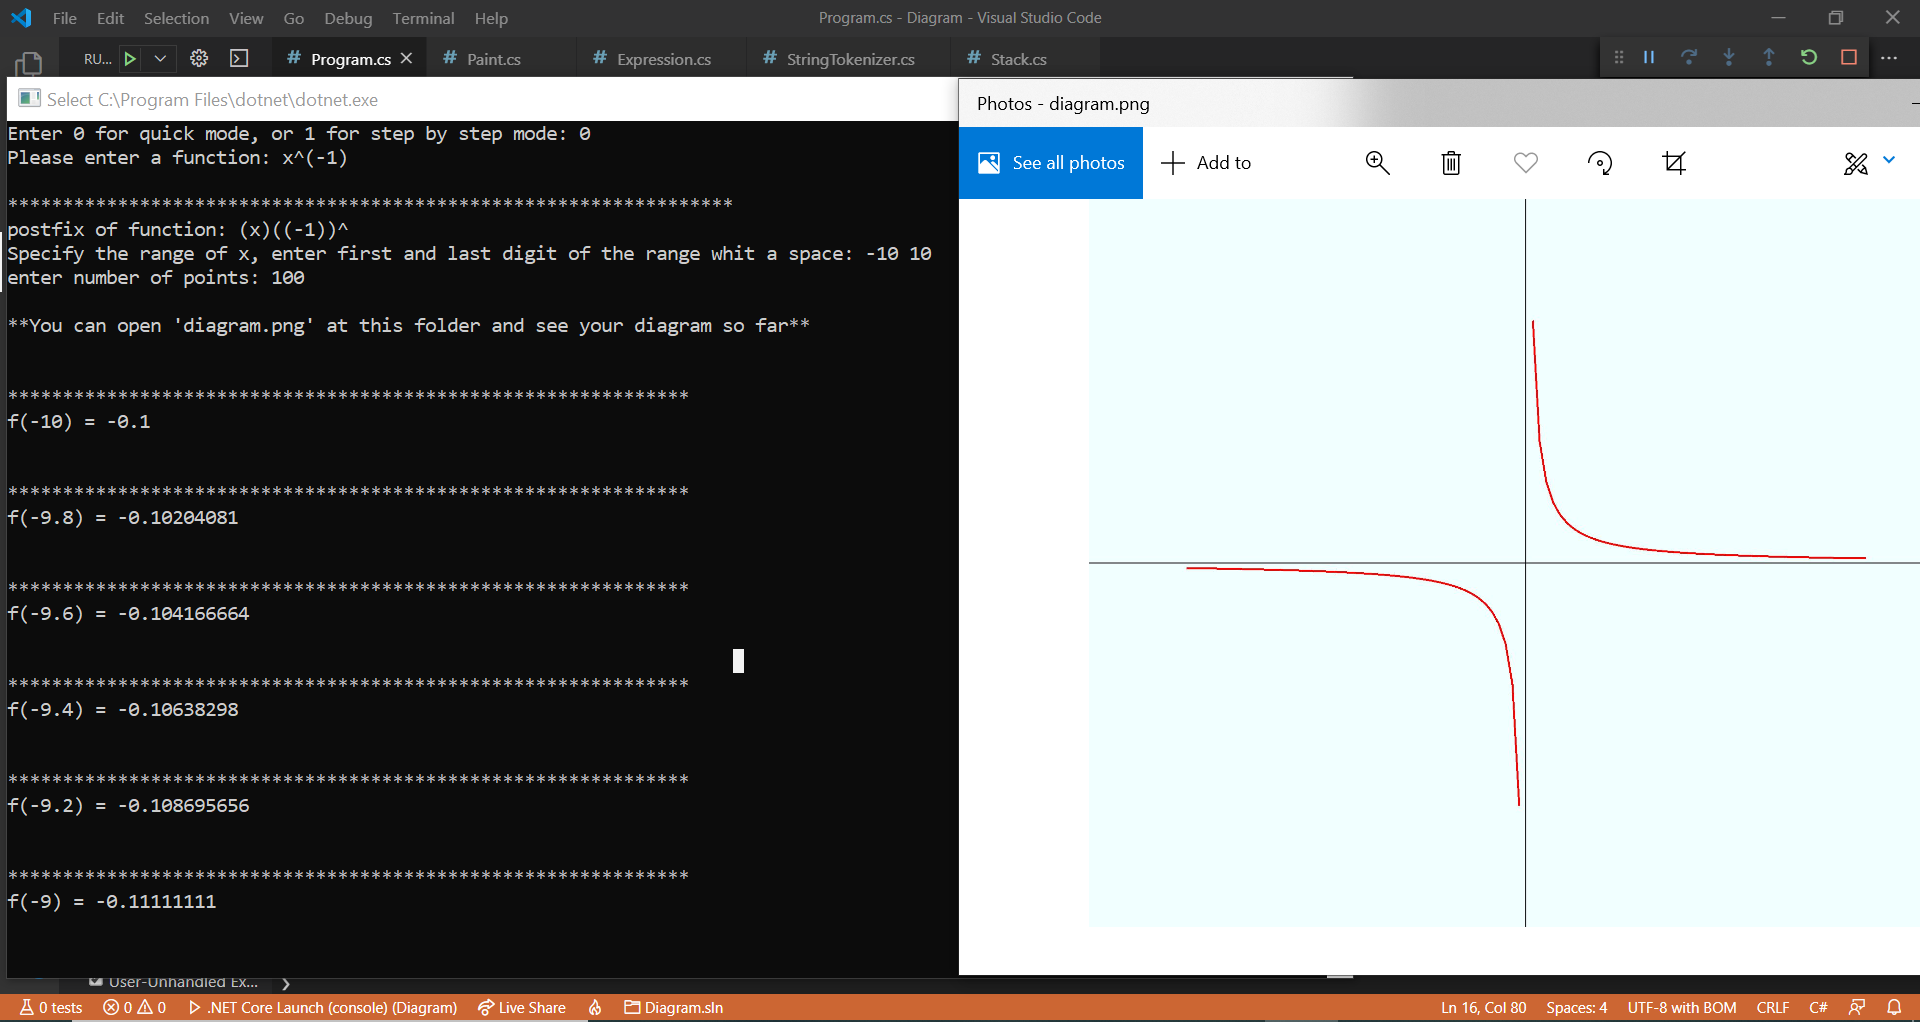 File Edit Selection View Go Debug Terminal Help
Program.cs - Diagram - Visual Studio Code
RU...
# Program.cs
# Paint.cs
# Expression.cs
# StringTokenizer.cs
# Stack.cs
Select C:\Program Files\dotnet\dotnet.exe
Enter 0 for quick mode, or 1 for step by step mode: 0
Please enter a function: x^(-1)
******************************************************************
postfix of function: (x)((-1))^
Specify the range of x, enter first and last digit of the range whit a space: -10 10
enter number of points: 100
**You can open 'diagram.png' at this folder and see your diagram so far**
**************************************************************
f(-10) = -0.1
**************************************************************
f(-9.8) = -0.10204081
**************************************************************
f(-9.6) = -0.104166664
**************************************************************
f(-9.4) = -0.10638298
**************************************************************
f(-9.2) = -0.108695656
**************************************************************
f(-9) = -0.11111111
Photos - diagram.png
See all photos
Add to
User-Unhandled Ex...
0 tests
0 0
.NET Core Launch (console) (Diagram)
Live Share
Diagram.sln
Ln 16, Col 80
Spaces: 4
UTF-8 with BOM
CRLF
C#